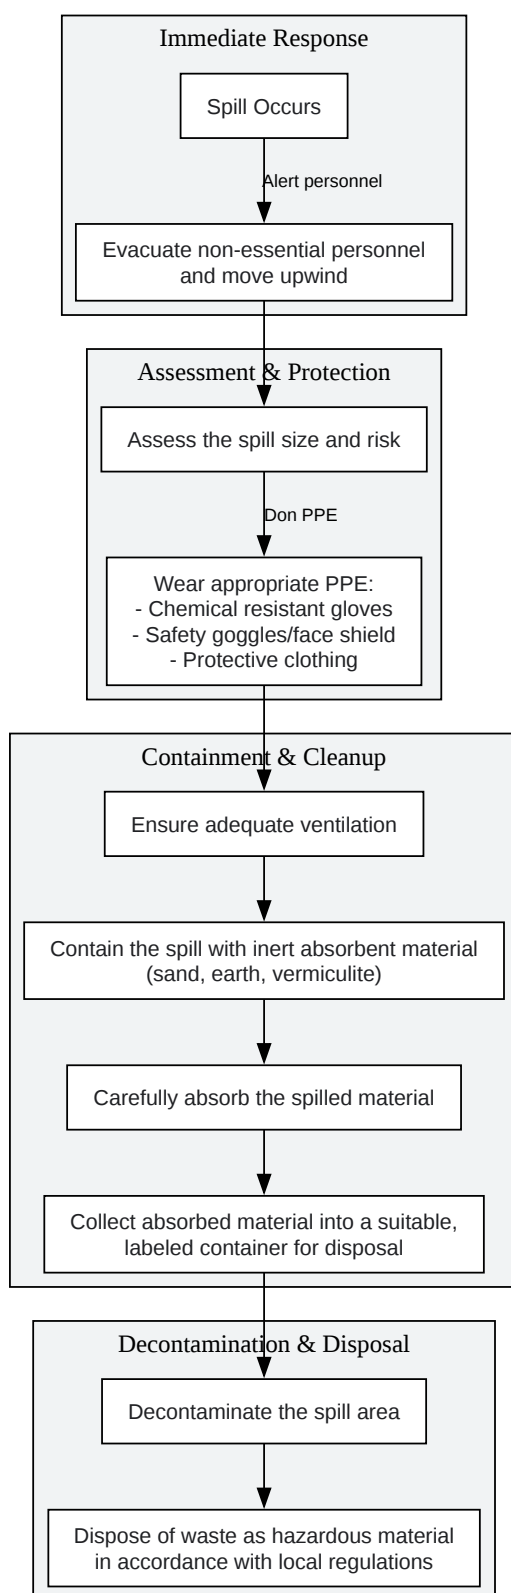 Immediate Response
Spill Occurs
Alert personnel
Evacuate non-essential personnel
and move upwind
Assessment & Protection
Assess the spill size and risk
Don PPE
Wear appropriate PPE:
- Chemical resistant gloves
- Safety goggles/face shield
- Protective clothing
Containment & Cleanup
Ensure adequate ventilation
Contain the spill with inert absorbent material
(sand, earth, vermiculite)
Carefully absorb the spilled material
Collect absorbed material into a suitable,
labeled container for disposal
Decontamination & Disposal
Decontaminate the spill area
Dispose of waste as hazardous material
in accordance with local regulations